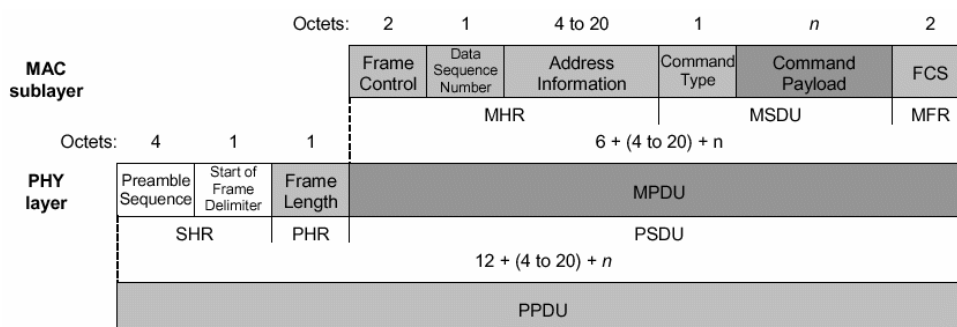 Octets: 2 1 4 to 20 1 n 2
MAC sublayer
Frame Control
Data Sequence Number
Address Information
Command Type
Command Payload
FCS
MHR MSDU MFR
Octets: 4 1 1 6 + (4 to 20) + n
PHY layer
Preamble Sequence
Start of Frame Delimiter
Frame Length
MPDU
SHR PHR PSDU
12 + (4 to 20) + n
PPDU